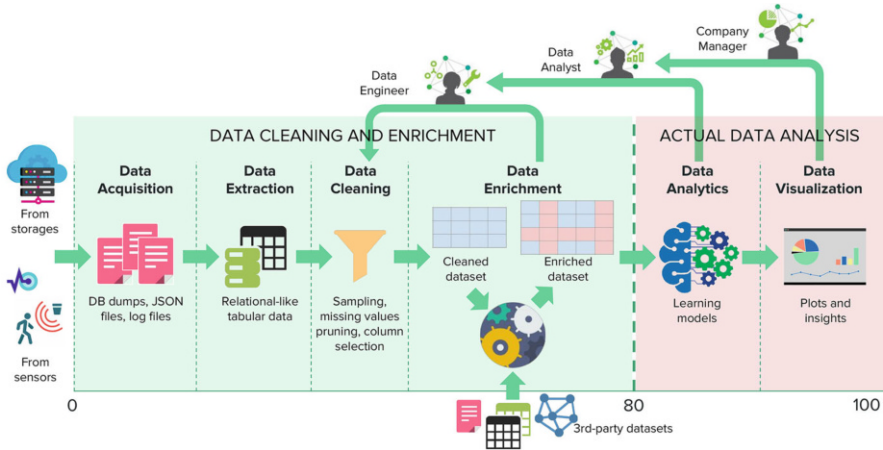 Company
Manager
Data
Analyst
Data
Engineer
DATA CLEANING AND ENRICHMENT
ACTUAL DATA ANALYSIS
Data
Acquisition
Data
Extraction
Data
Cleaning
Data
Enrichment
Data
Analytics
Data
Visualization
From
storages
Cleaned
dataset
Enriched
dataset
DB dumps, JSON
files, log files
Relational-like
tabular data
Sampling,
missing values
pruning, column
selection
Learning
models
Plots and
insights
From
sensors
0
80
100
3rd-party datasets